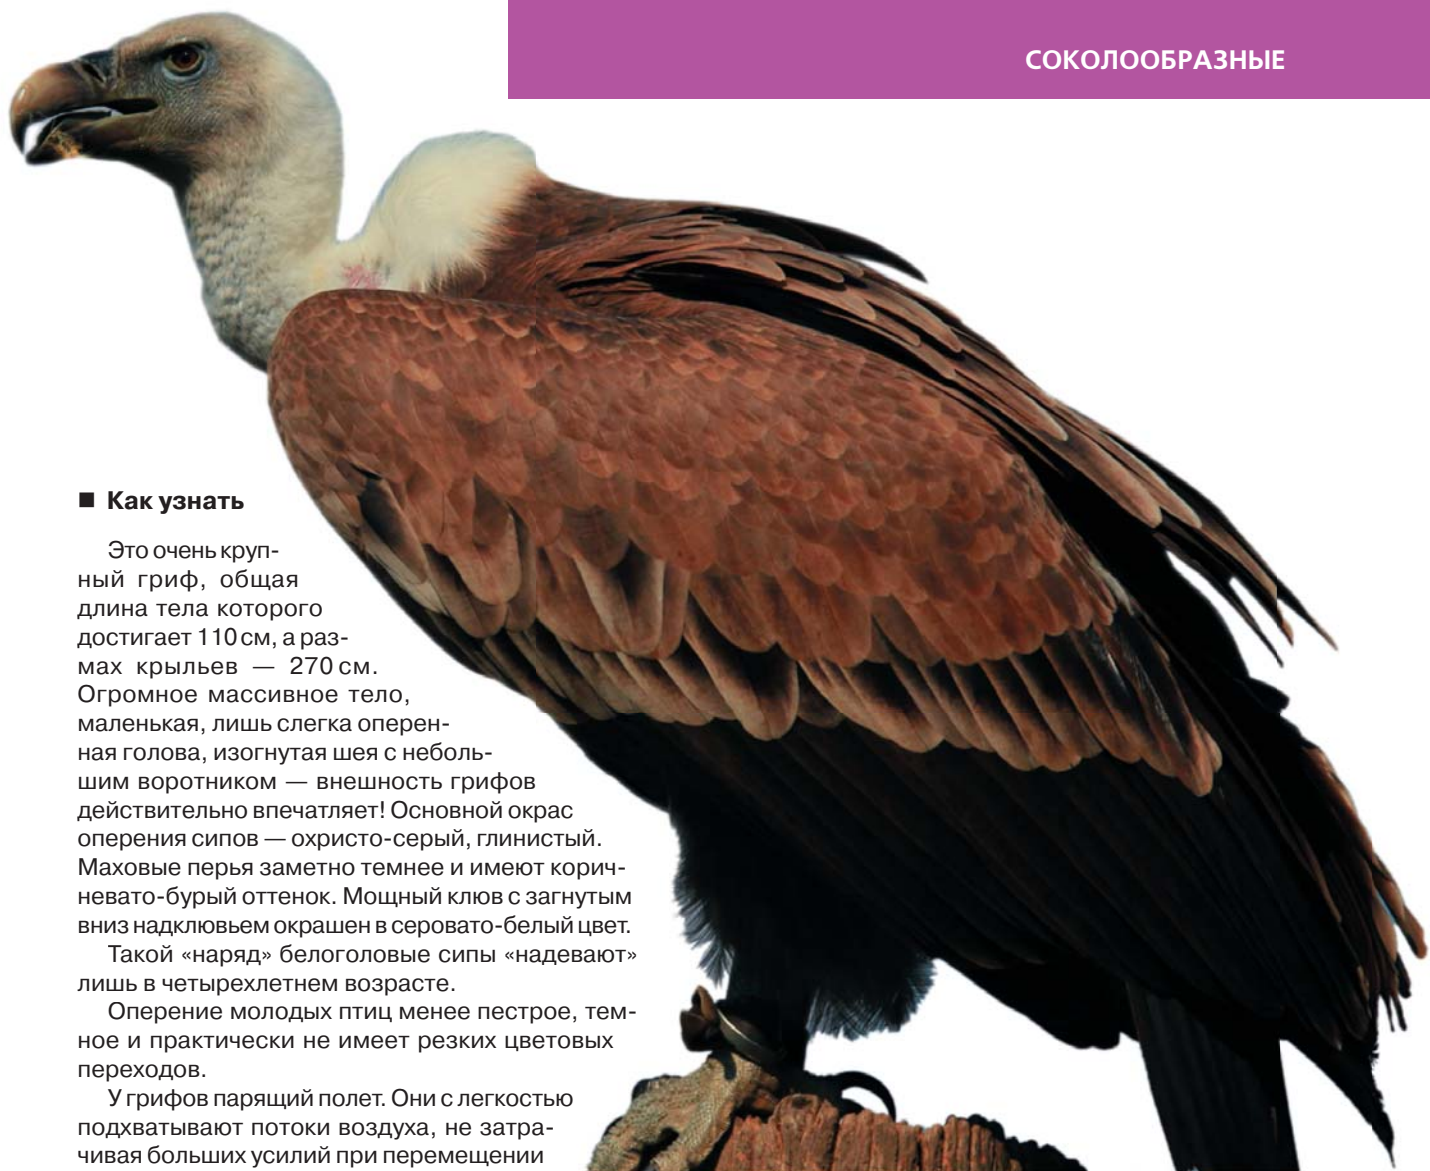 СОКОЛООБРАЗНЫЕ
■ Как узнать
Это очень круп-
ный гриф, общая
длина тела которого
достигает 110 см, а раз-
мах крыльев — 270 см.
Огромное массивное тело,
маленькая, лишь слегка оперен-
ная голова, изогнутая шея с неболь-
шим воротником — внешность грифов
действительно впечатляет! Основной окрас
оперения сипов — охристо-серый, глинистый.
Маховые перья заметно темнее и имеют корич-
невато-бурый оттенок. Мощный клюв с загнутым
вниз надклювьем окрашен в серовато-белый цвет.
Такой «наряд» белоголовые сипы «надевают»
лишь в четырехлетнем возрасте.
Оперение молодых птиц менее пестрое, тем-
ное и практически не имеет резких цветовых
переходов.
У грифов парящий полет. Они с легкостью
подхватывают потоки воздуха, не затра-
чивая больших усилий при перемещении